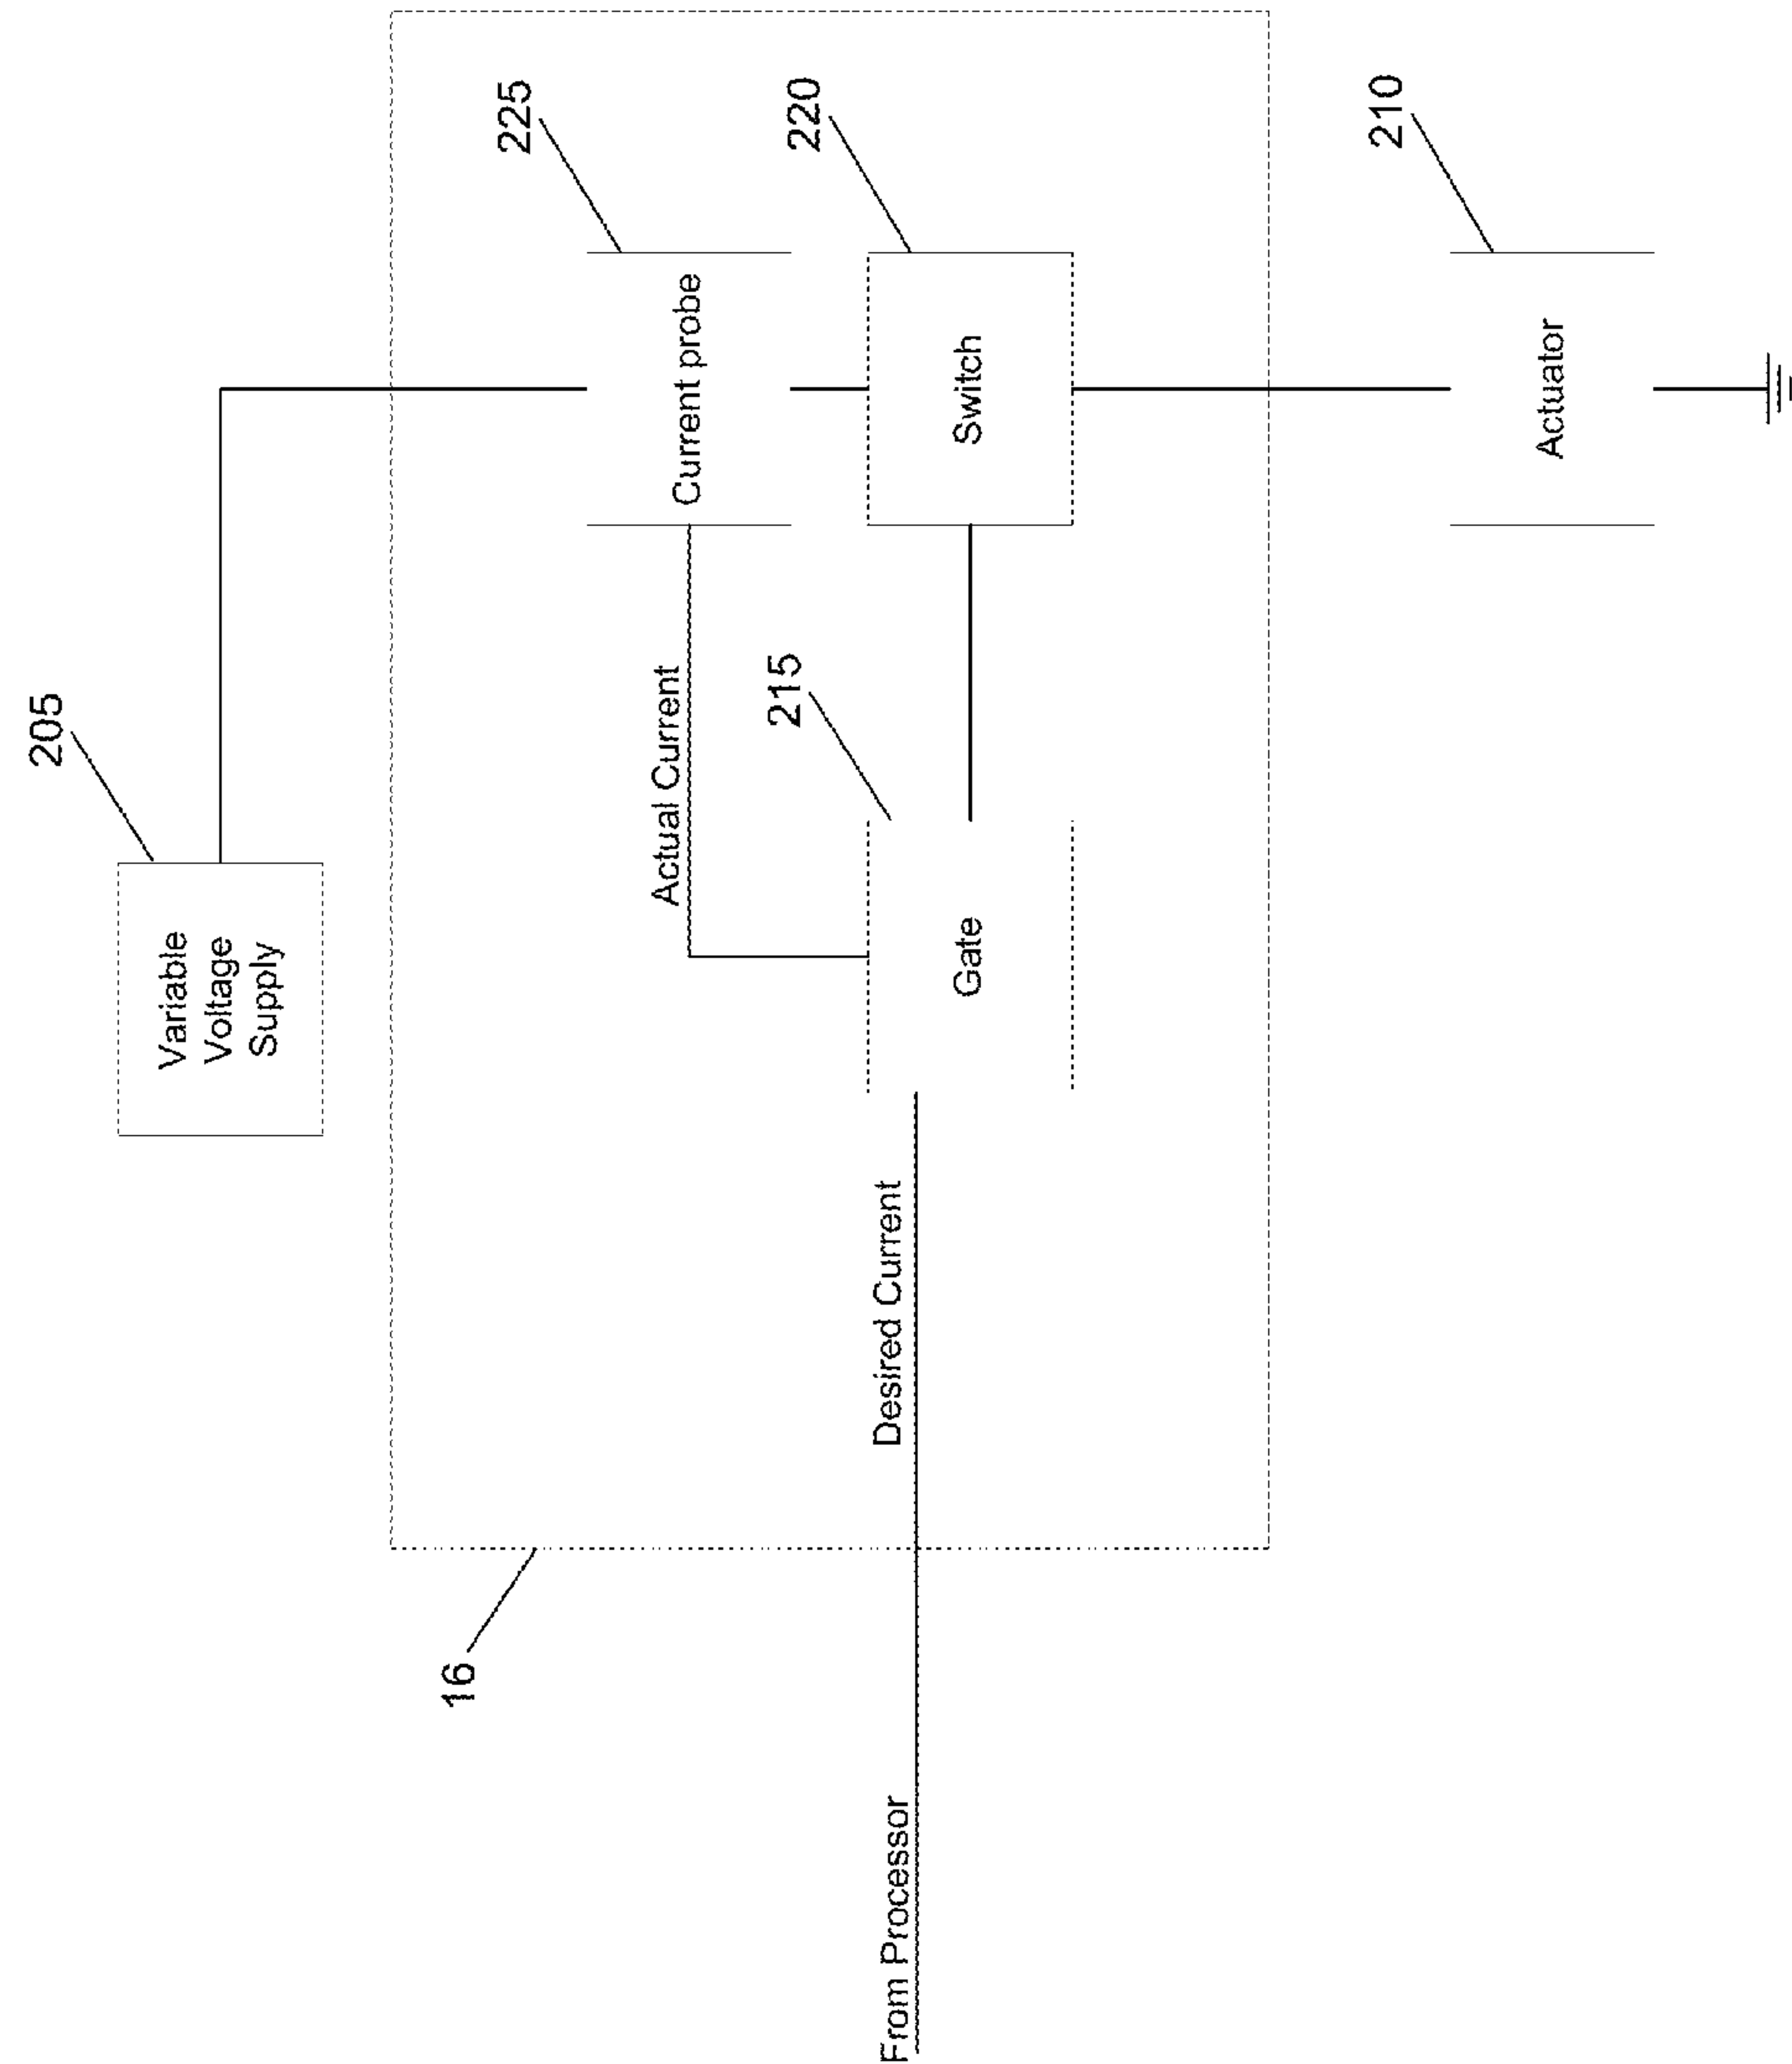 205
Variable
Voltage
Supply
16
225
Current probe
Actual Current
215
220
Switch
Gate
Desired Current
From Processor
210
Actuator